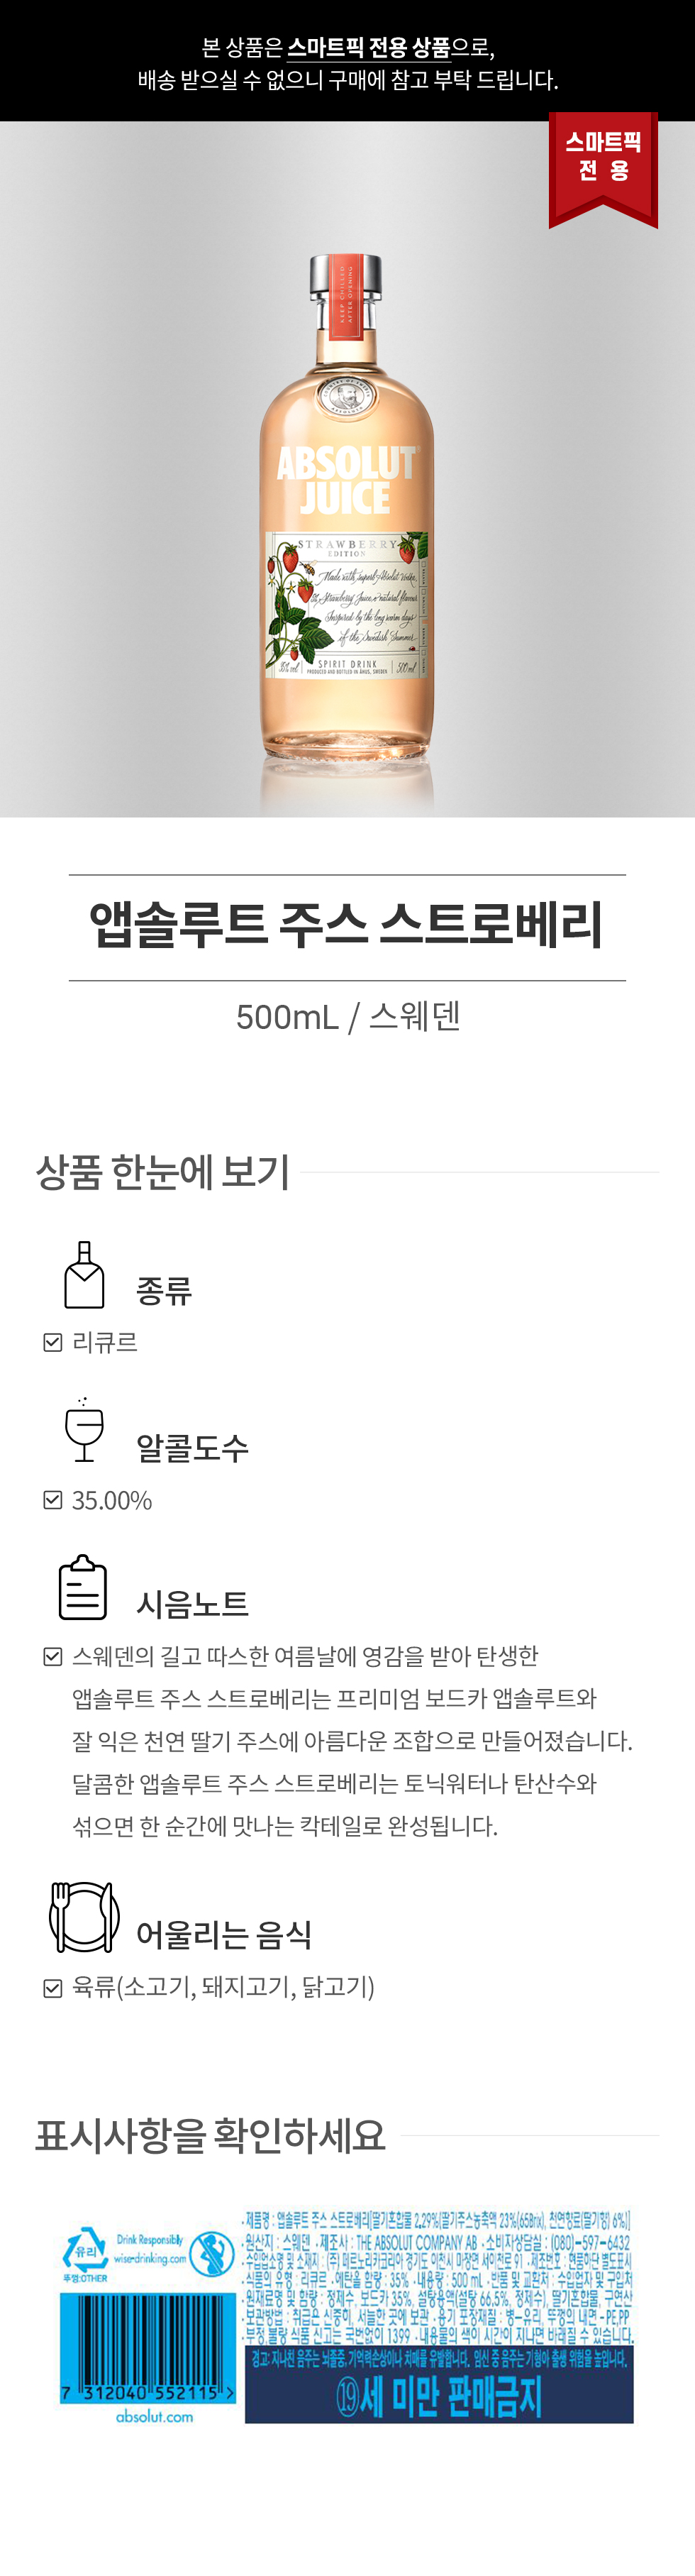 본 상품은 스마트픽 전용 상품으로,
배송 받으실 수 없으니 구매에 참고 부탁 드립니다.
스마트픽
전 용
KEEP CHILLED
AFTER OPENING
ABSOLUT
JUICE
STRAWBERRY
EDITION
Made with superb Absolut vodka,
Strawberry Juice & natural flavours
Inspired by the long warm days
of the Swedish Summer
35% vol
SPIRIT DRINK
PRODUCED AND BOTTLED IN ÅHUS, SWEDEN
500 ml
앱솔루트 주스 스트로베리
500mL / 스웨덴
상품 한눈에 보기
종류
리큐르
알콜도수
35.00%
시음노트
스웨덴의 길고 따스한 여름날에 영감을 받아 탄생한
앱솔루트 주스 스트로베리는 프리미엄 보드카 앱솔루트와
잘 익은 천연 딸기 주스에 아름다운 조합으로 만들어졌습니다.
달콤한 앱솔루트 주스 스트로베리는 토닉워터나 탄산수와
섞으면 한 순간에 맛나는 칵테일로 완성됩니다.
어울리는 음식
육류(소고기, 돼지고기, 닭고기)
표시사항을 확인하세요
유리
뚜껑:OTHER
Drink Responsibly
wise-drinking.com
7 312040 552115 >
absolut.com
·제품명 : 앱솔루트 주스 스트로베리[딸기혼합물 2.29%(딸기주스농축액 23%(65Brix), 천연향료(딸기향) 6%)]
·원산지 : 스웨덴 ·제조사 : THE ABSOLUT COMPANY AB ·소비자상담실 : (080)-597-6432
·수입업소명 및 소재지 : (주) 페르노리카코리아 경기도 이천시 마장면 서이천로 91 ·제조번호 : 현품하단 별도표시
·식품의 유형 : 리큐르 ·에탄올 함량 : 35% ·내용량 : 500 mL ·반품 및 교환처 : 수입업자 및 구입처
·원재료명 및 함량 : 정제수, 보드카 35%, 설탕용액(설탕 66.5%, 정제수), 딸기혼합물, 구연산
·보관방법 : 취급은 신중히, 서늘한 곳에 보관 ·용기 포장재질 : 병-유리, 뚜껑의 내면-PE,PP
·부정,불량 식품 신고는 국번없이 1399 ·내용물의 색이 시간이 지나면 바래질 수 있습니다.
경고: 지나친 음주는 뇌졸중, 기억력손상이나 치매를 유발합니다. 임신 중 음주는 기형아 출생 위험을 높입니다.
⑲세 미만 판매금지